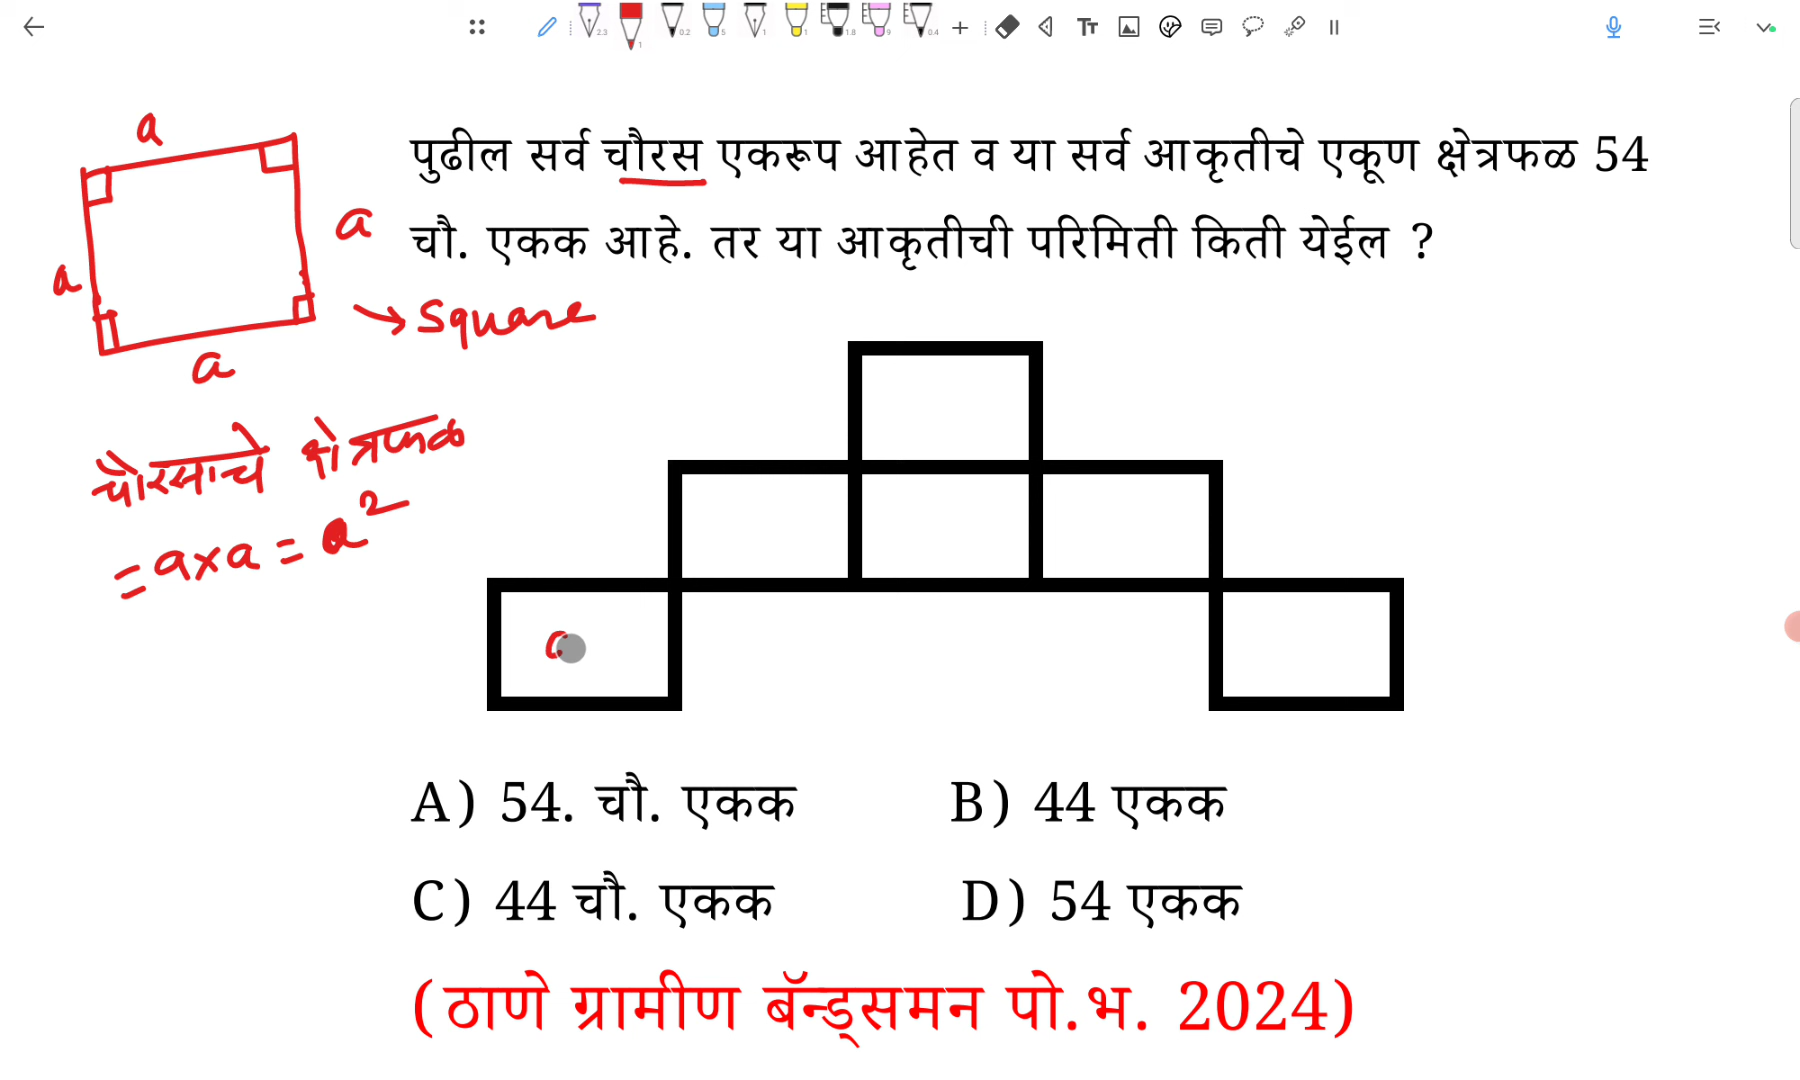 पुढील सर्व चौरस एकरूप आहेत व या सर्व आकृतीचे एकूण क्षेत्रफळ 54
चौ. एकक आहे. तर या आकृतीची परिमिती किती येईल ?
a
a
a
a
→ Square
चौरसाचे क्षेत्रफळ
= a×a = a²
A) 54. चौ. एकक
B) 44 एकक
C) 44 चौ. एकक
D) 54 एकक
(ठाणे ग्रामीण बॅन्ड्समन पो.भ. 2024)